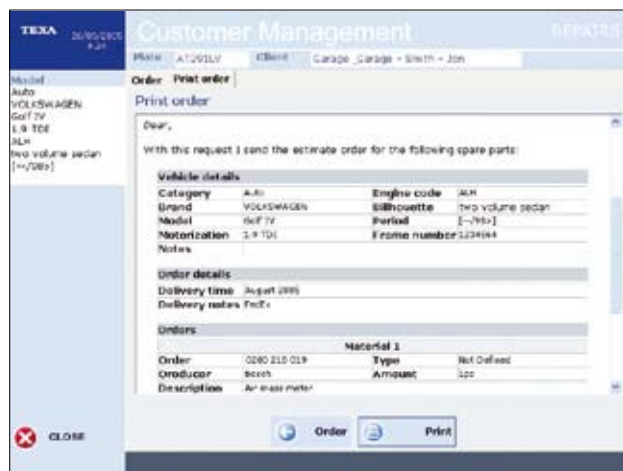 TEXA
Customer Management
REPAIRS
Plate AT291LV Client Garage _Garage - Smith - Jon
Order Print order
Model
Auto
VOLKSWAGEN
Golf IV
1.9 TDI
ALH
two volume sedan
[--/98>]
Print order
Dear,
With this request I send the estimate order for the following spare parts:
Vehicle details
Category Auto Engine code ALH
Brand VOLKSWAGEN Silhouette two volume sedan
Model Golf IV Period [--/98>]
Motorization 1.9 TDI Frame number
Notes
Order details
Delivery time August 2005
Delivery notes FedEx
Orders
Material 1
Order 0280 218 019 Type Not Defined
Producer Bosch Amount 1pc
Description Air mass meter
CLOSE
Order
Print